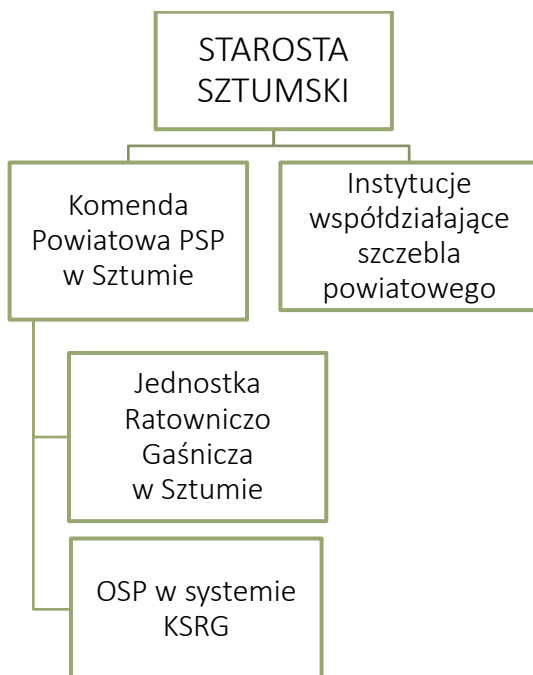 STAROSTA
SZTUMSKI
Komenda
Powiatowa PSP
w Sztumie
Instytucje
współdziałające
szczebla
powiatowego
Jednostka
Ratowniczo
Gaśnicza
w Sztumie
OSP w systemie
KSRG